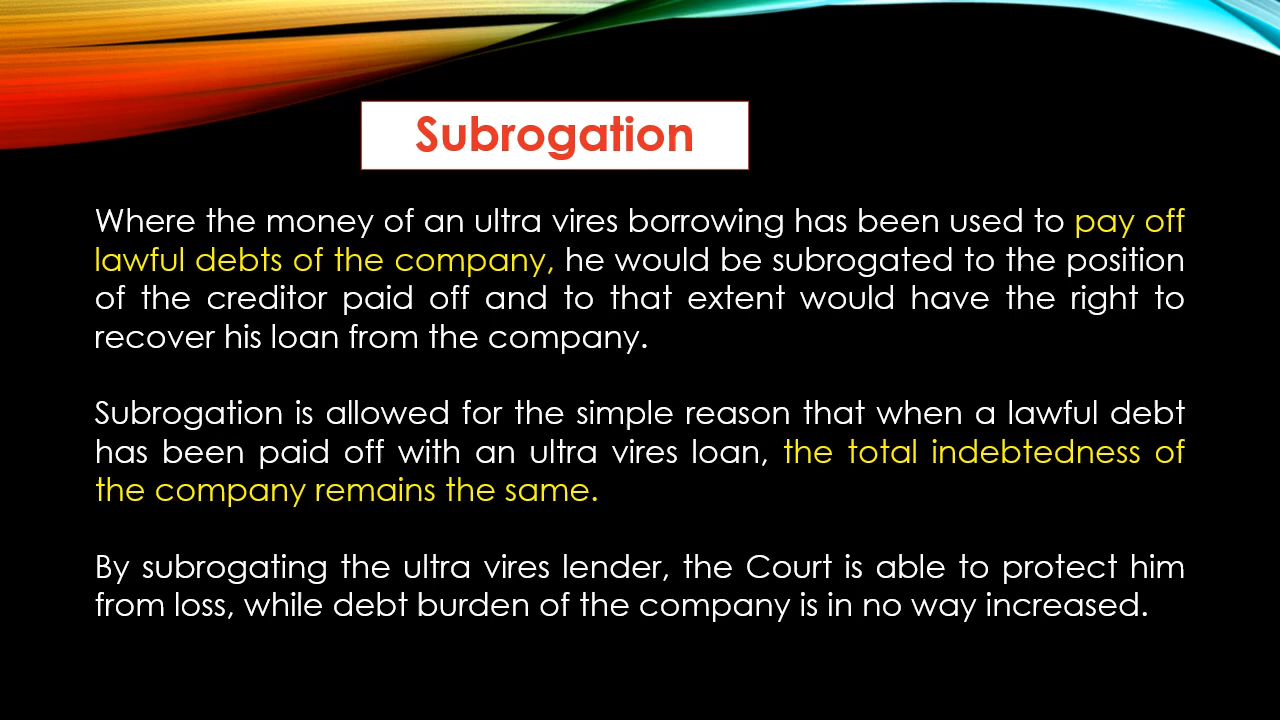 Subrogation
Where the money of an ultra vires borrowing has been used to pay off
lawful debts of the company, he would be subrogated to the position
of the creditor paid off and to that extent would have the right to
recover his loan from the company.
Subrogation is allowed for the simple reason that when a lawful debt
has been paid off with an ultra vires loan, the total indebtedness of
the company remains the same.
By subrogating the ultra vires lender, the Court is able to protect him
from loss, while debt burden of the company is in no way increased.